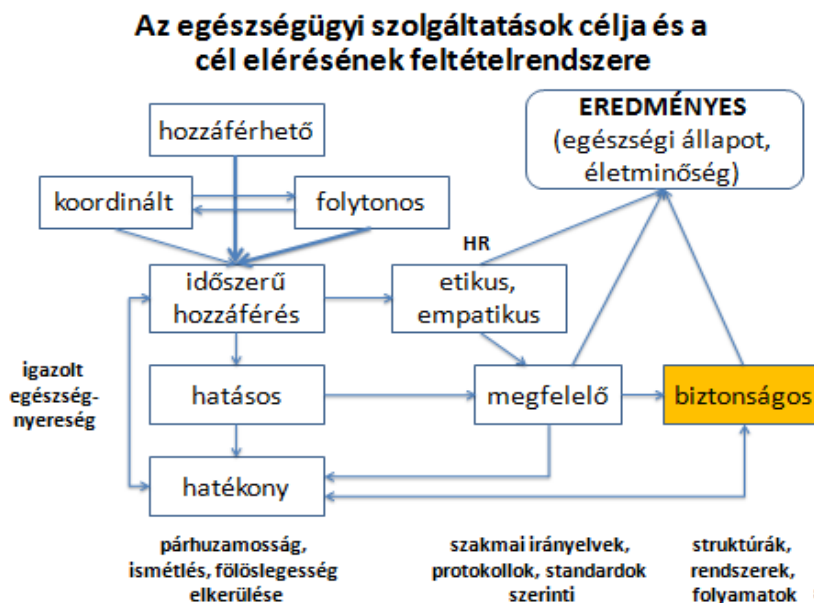 Az egészségügyi szolgáltatások célja és a
cél elérésének feltételrendszere
hozzáférhető
EREDMÉNYES
(egészségi állapot,
életminőség)
koordinált
folytonos
HR
időszerű
hozzáférés
etikus,
empatikus
igazolt
egészség-
nyereség
hatásos
megfelelő
biztonságos
hatékony
párhuzamosság,
ismétlés, fölöslegesség
elkerülése
szakmai irányelvek,
protokollok, standardok
szerinti
struktúrák,
rendszerek,
folyamatok